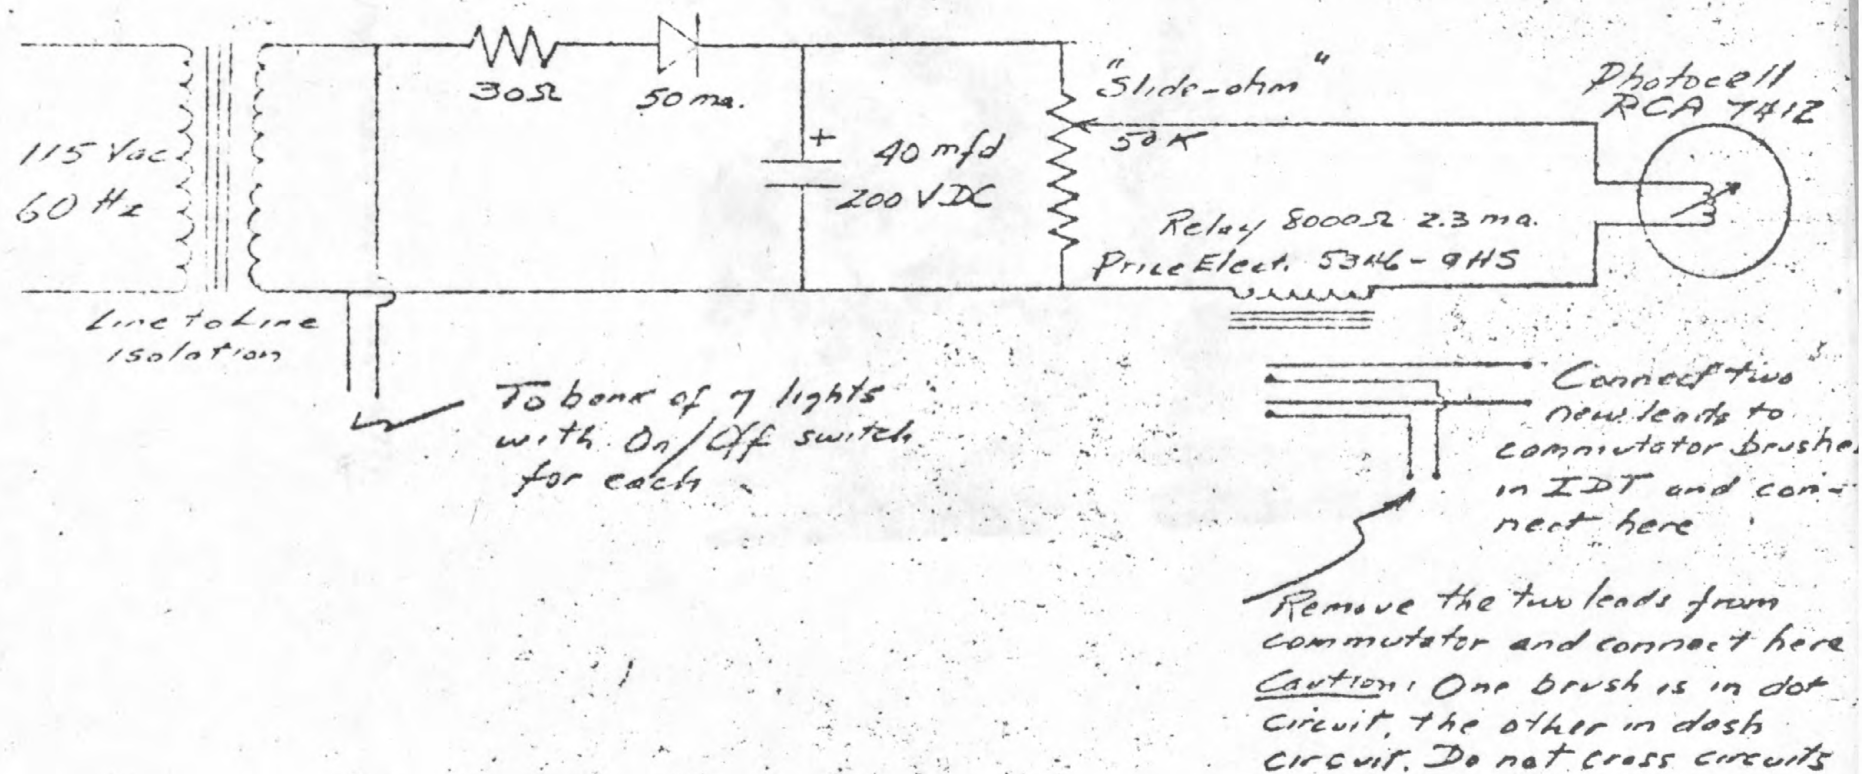 115 Vac
60 Hz
Line to Line
isolation
30Ω
50 ma.
+
40 mfd
200 VDC
"Slide-ohm"
50K
Photocell
RCA 7412
Relay 8000Ω 2.3 ma.
Price Elect.
To bank of 7 lights
with On/Off switch
for each
Connect two
new leads to
commutator brushes
in IDT and con-
nect here
Remove the two leads from
commutator and connect here
Caution: One brush is in dot
circuit, the other in dash
circuit. Do not cross circuits